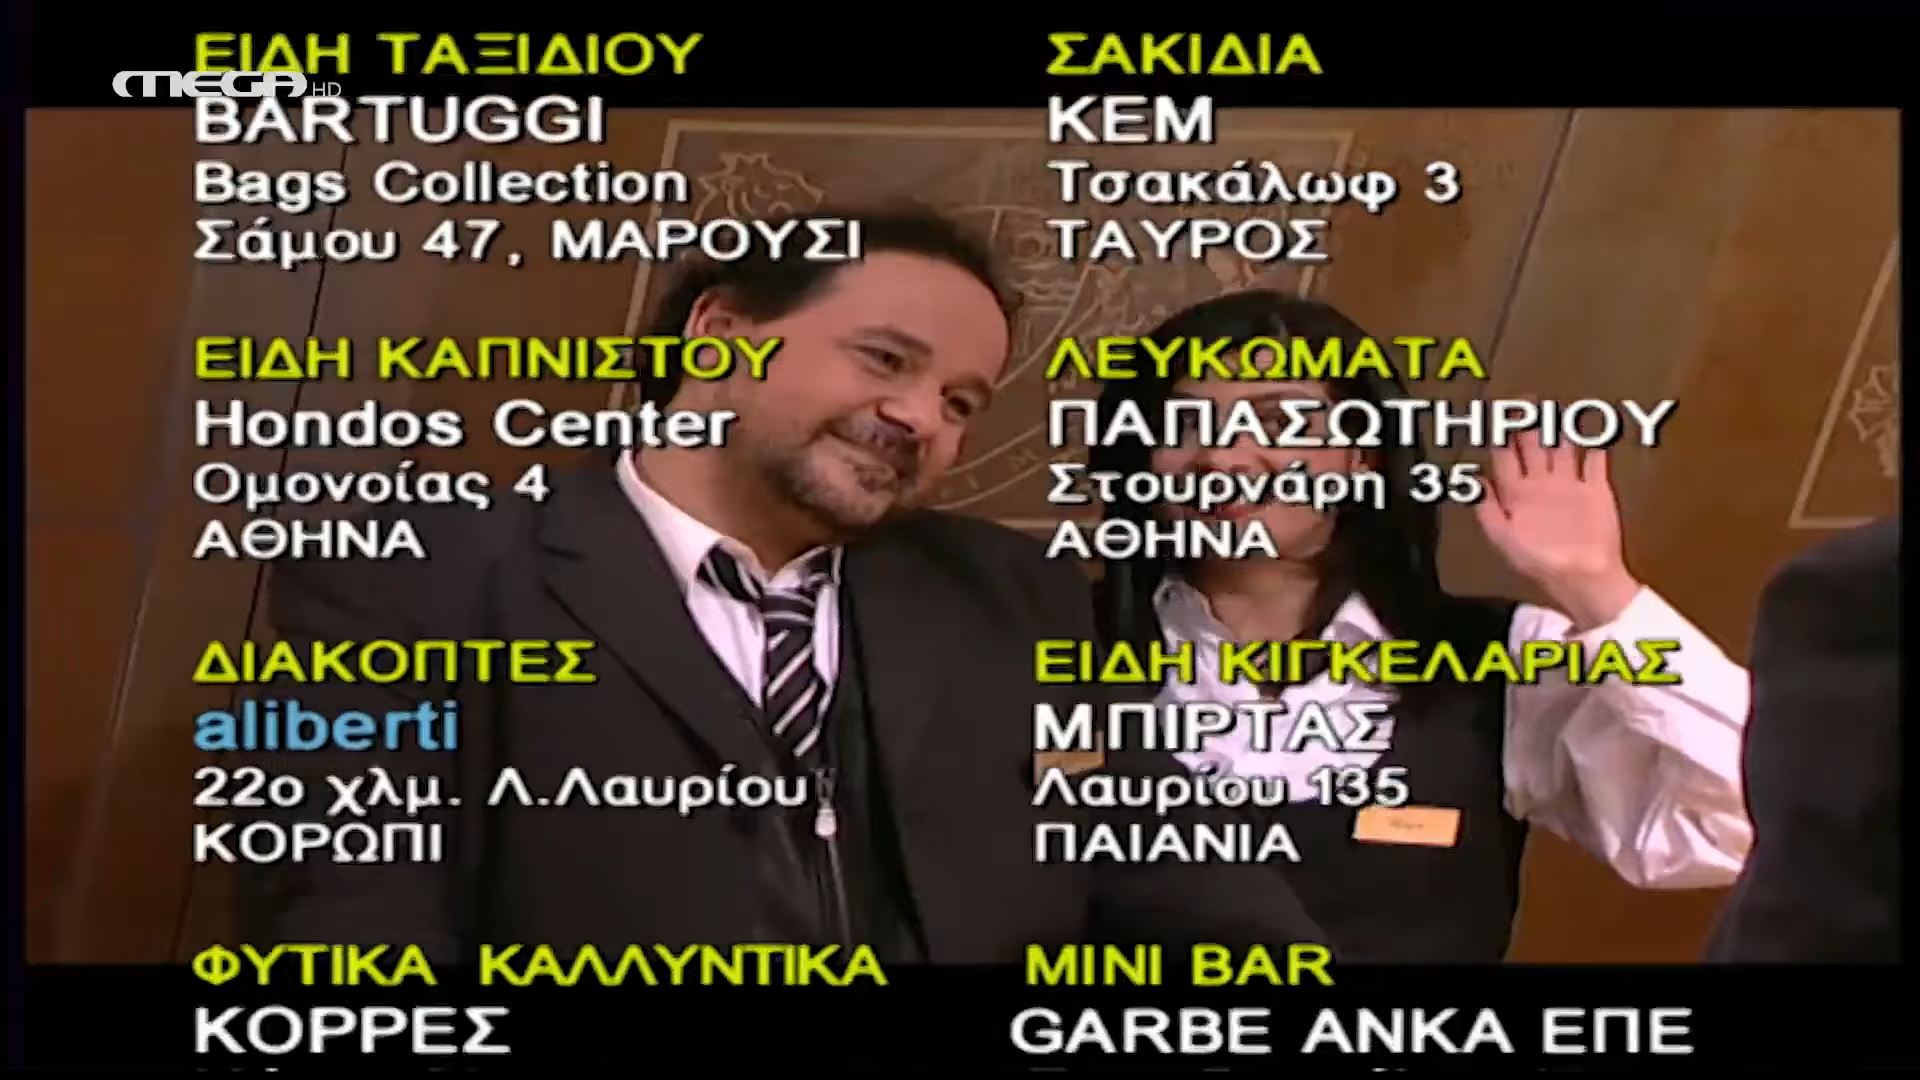 MEGA HD
ΕΙΔΗ ΤΑΞΙΔΙΟΥ
BARTUGGI
Bags Collection
Σάμου 47, ΜΑΡΟΥΣΙ
ΣΑΚΙΔΙΑ
ΚΕΜ
Τσακάλωφ 3
ΤΑΥΡΟΣ
ΕΙΔΗ ΚΑΠΝΙΣΤΟΥ
Hondos Center
Ομονοίας 4
ΑΘΗΝΑ
ΛΕΥΚΩΜΑΤΑ
ΠΑΠΑΣΩΤΗΡΙΟΥ
Στουρνάρη 35
ΑΘΗΝΑ
ΔΙΑΚΟΠΤΕΣ
aliberti
22ο χλμ. Λ.Λαυρίου
ΚΟΡΩΠΙ
ΕΙΔΗ ΚΙΓΚΕΛΑΡΙΑΣ
ΜΠΙΡΤΑΣ
Λαυρίου 135
ΠΑΙΑΝΙΑ
ΦΥΤΙΚΑ ΚΑΛΛΥΝΤΙΚΑ
ΚΟΡΡΕΣ
MINI BAR
GARBE ΑΝΚΑ ΕΠΕ